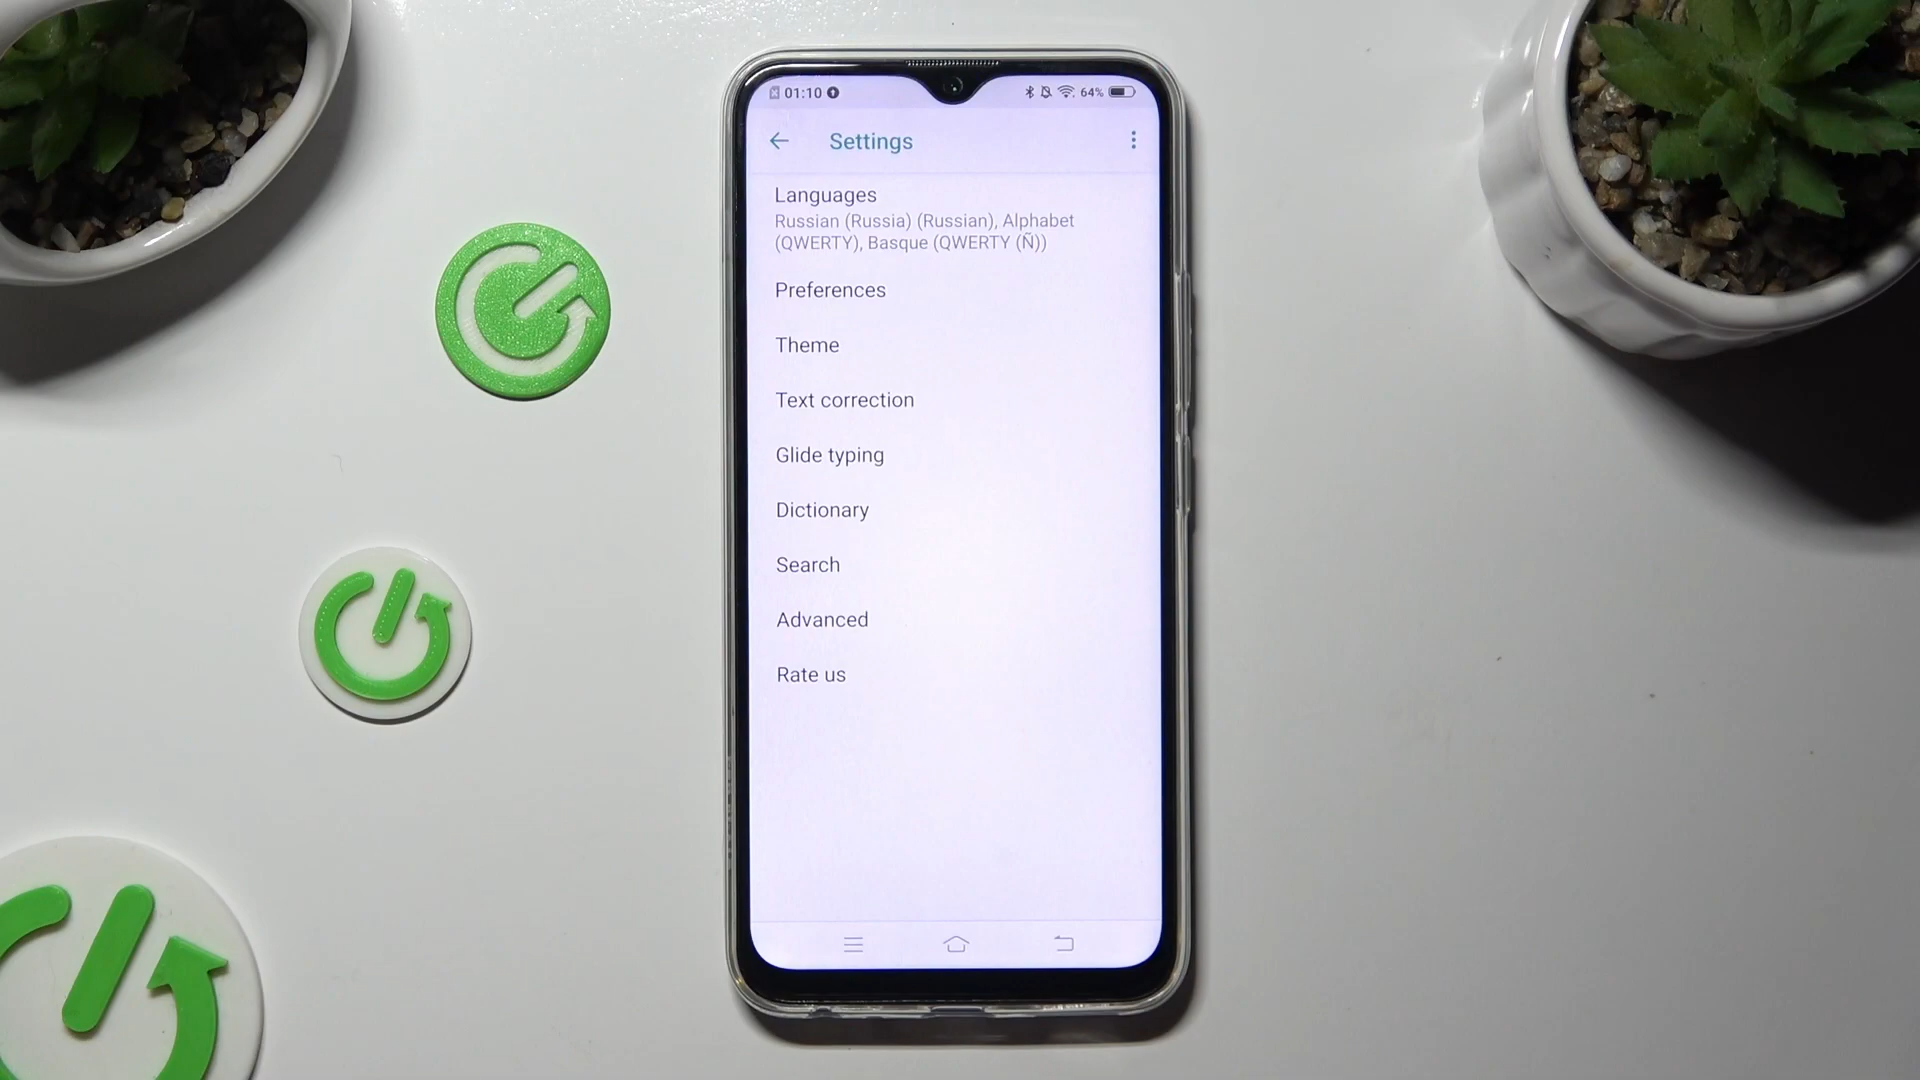 01:10 64%
Settings
Languages
Russian (Russia) (Russian), Alphabet
(QWERTY), Basque (QWERTY (Ñ))
Preferences
Theme
Text correction
Glide typing
Dictionary
Search
Advanced
Rate us